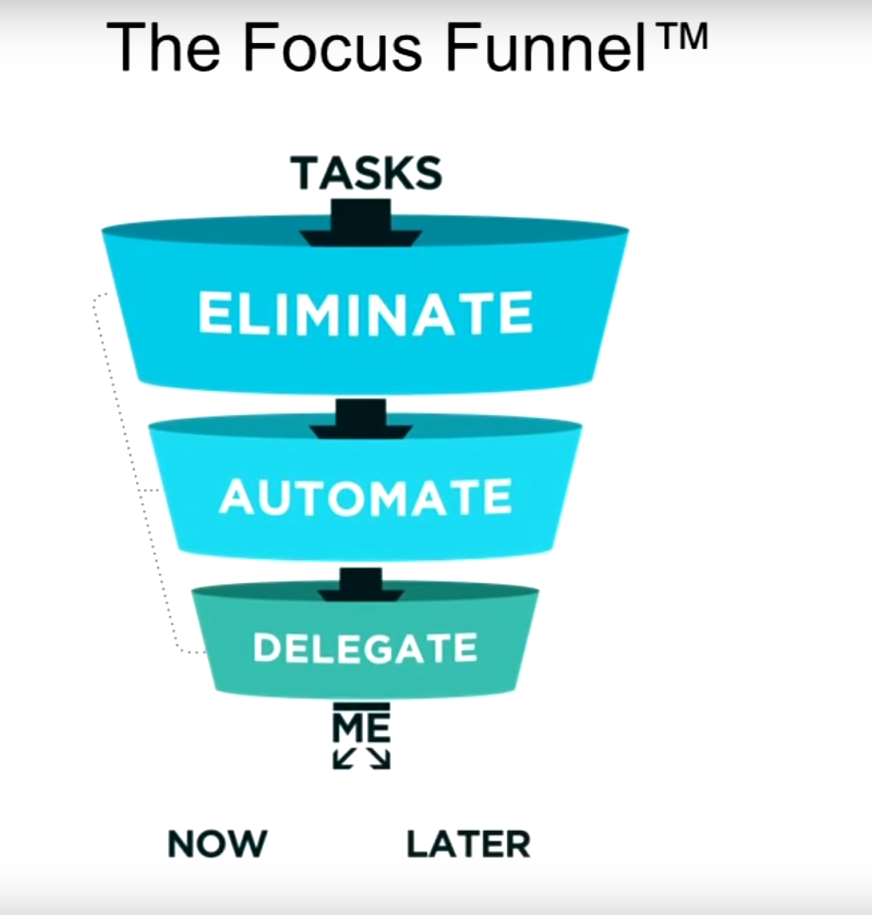 The Focus Funnel™
TASKS
ELIMINATE
AUTOMATE
DELEGATE
ME
NOW LATER